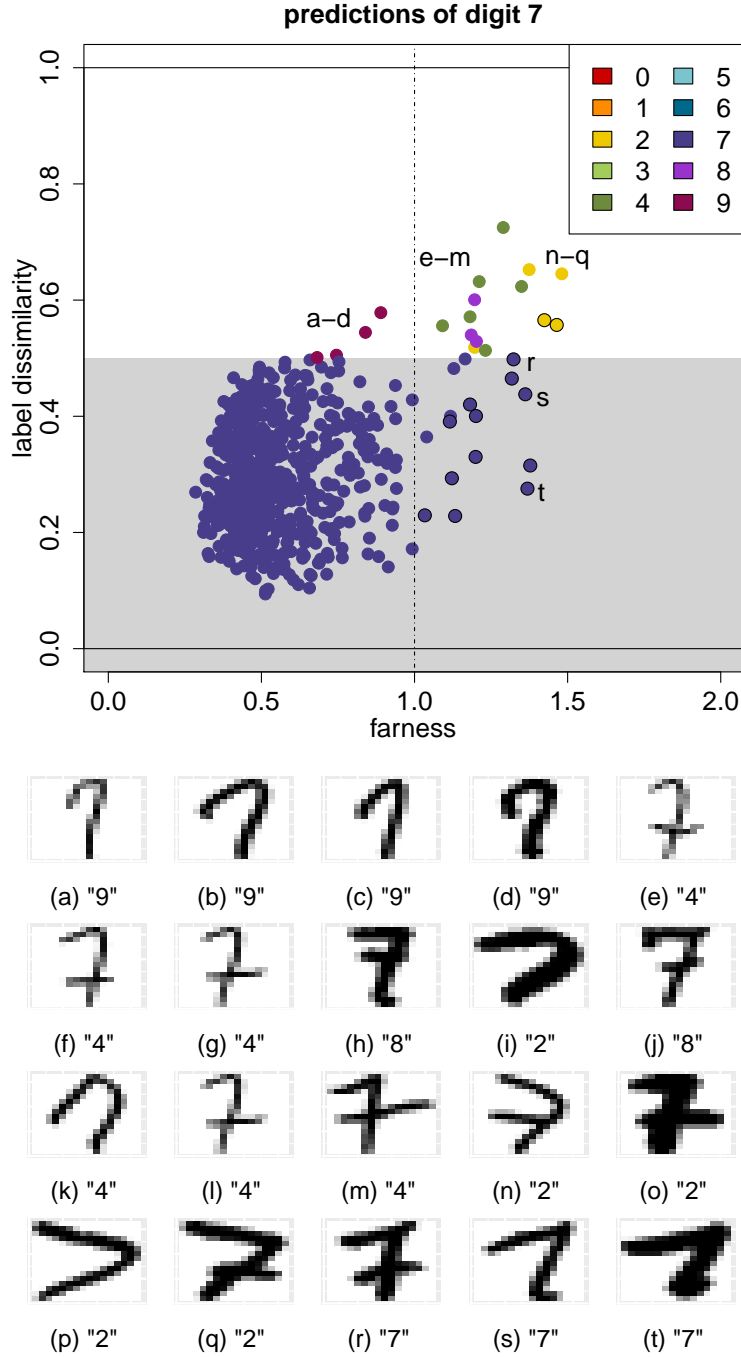 predictions of digit 7
1.0
0.8
0.6
0.4
0.2
0.0
label dissimilarity
0 5
1 6
2 7
3 8
4 9
e−m
n−q
a−d
r
s
t
0.0 0.5 1.0 1.5 2.0
farness
(a) "9" (b) "9" (c) "9" (d) "9" (e) "4"
(f) "4" (g) "4" (h) "8" (i) "2" (j) "8"
(k) "4" (l) "4" (m) "4" (n) "2" (o) "2"
(p) "2" (q) "2" (r) "7" (s) "7" (t) "7"